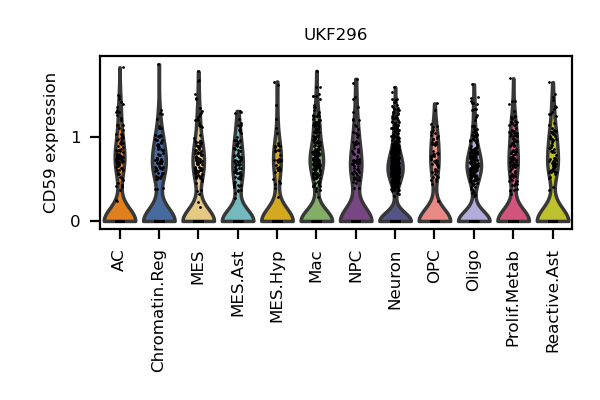 UKF296
CD59 expression
1
0
AC
Chromatin.Reg
MES
MES.Ast
MES.Hyp
Mac
NPC
Neuron
OPC
Oligo
Prolif.Metab
Reactive.Ast